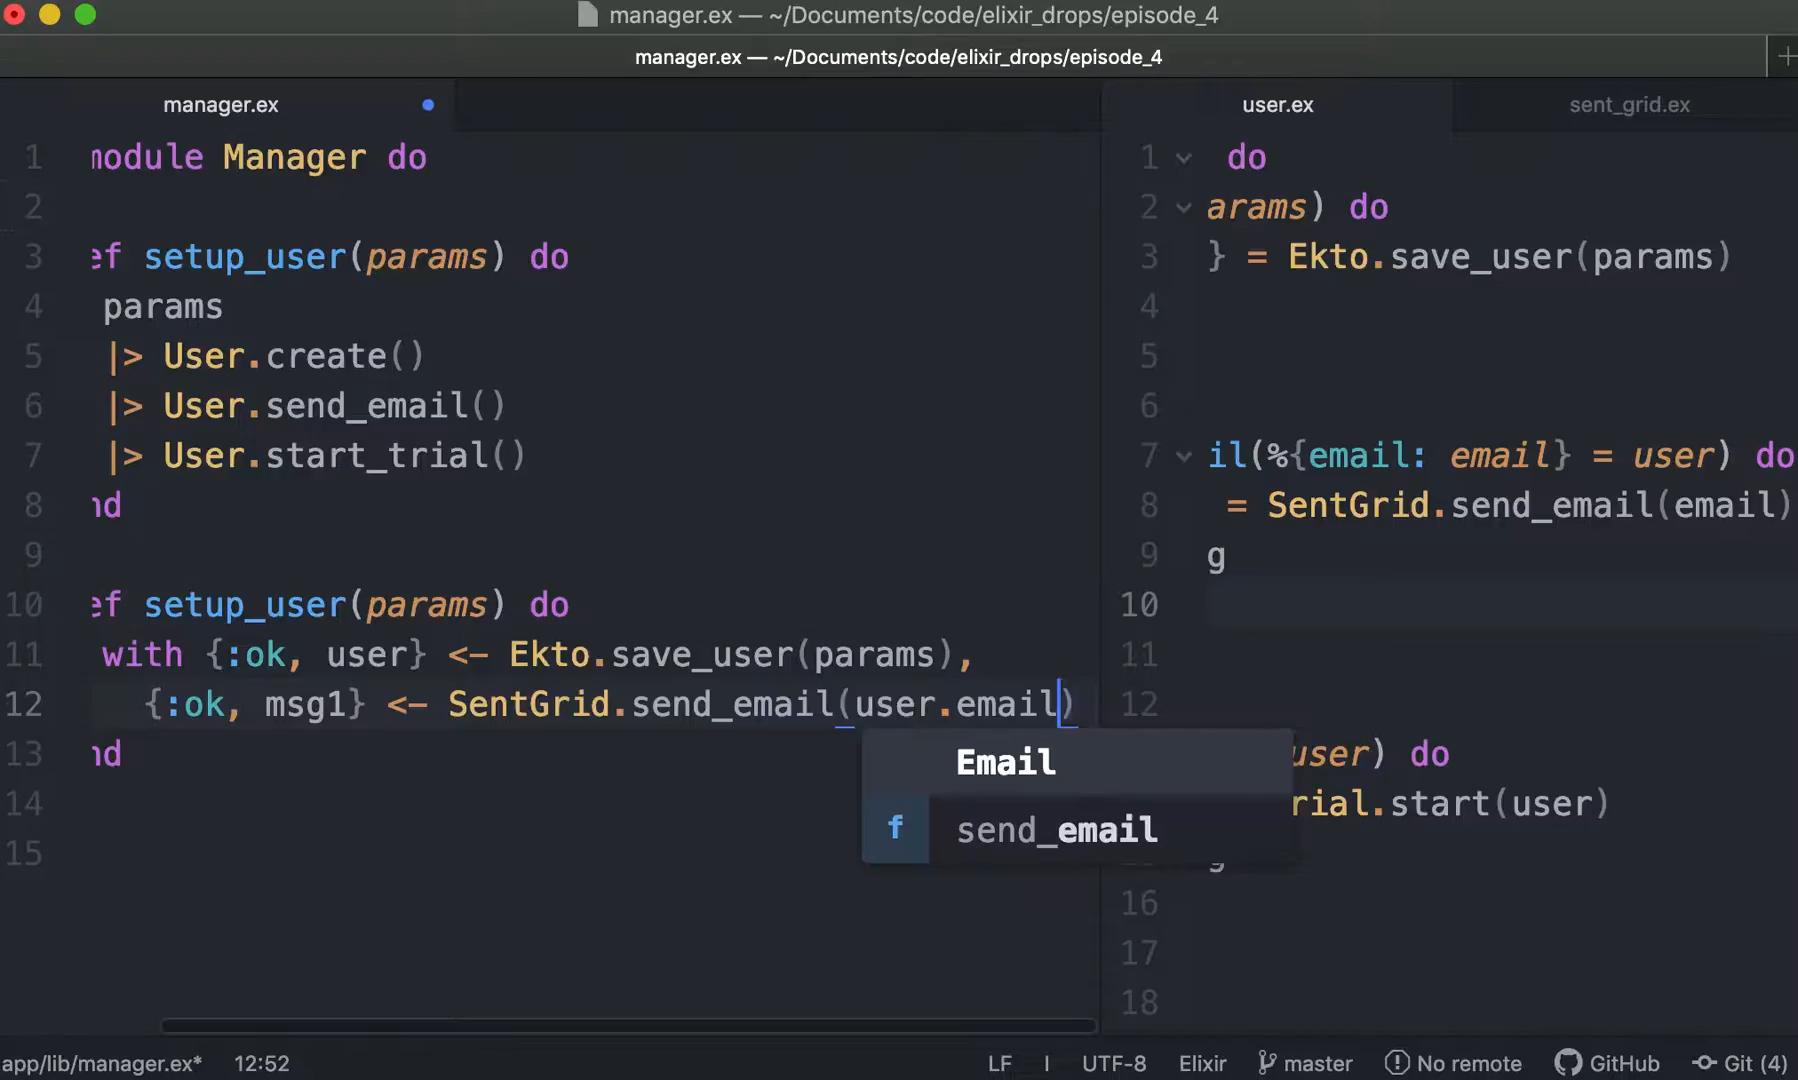 manager.ex — ~/Documents/code/elixir_drops/episode_4
manager.ex — ~/Documents/code/elixir_drops/episode_4
manager.ex
1 module Manager do
2
3 ef setup_user(params) do
4 params
5 |> User.create()
6 |> User.send_email()
7 |> User.start_trial()
8 nd
9
10 ef setup_user(params) do
11 with {:ok, user} <- Ekto.save_user(params),
12 {:ok, msg1} <- SentGrid.send_email(user.email)
13 nd
14
15
Email
f send_email
user.ex sent_grid.ex
1 do
2 arams) do
3 } = Ekto.save_user(params)
4
5
6
7 il(%{email: email} = user) do
8 = SentGrid.send_email(email)
9 g
10
11
12
user) do
rial.start(user)
g
16
17
18
app/lib/manager.ex* 12:52 LF UTF-8 Elixir master No remote GitHub Git (4)